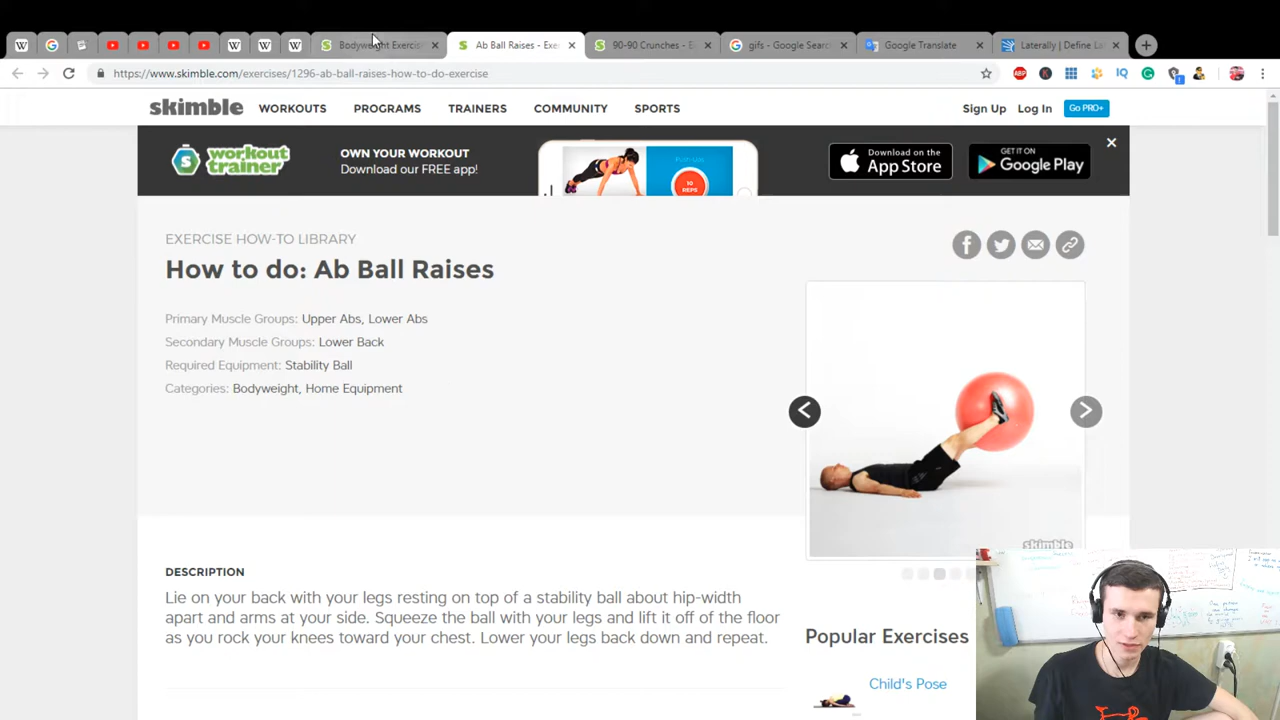 Bodyweight Exercis
Ab Ball Raises - Exe
90-90 Crunches - E
gifs - Google Searc
Google Translate
Laterally | Define La
https://www.skimble.com/exercises/1296-ab-ball-raises-how-to-do-exercise
ABP
IQ
skimble
WORKOUTS
PROGRAMS
TRAINERS
COMMUNITY
SPORTS
Sign Up
Log In
Go PRO+
workout
trainer
OWN YOUR WORKOUT
Download our FREE app!
10
REPS
Download on the
App Store
GET IT ON
Google Play
EXERCISE HOW-TO LIBRARY
How to do: Ab Ball Raises
Primary Muscle Groups: Upper Abs, Lower Abs
Secondary Muscle Groups: Lower Back
Required Equipment: Stability Ball
Categories: Bodyweight, Home Equipment
skimble
DESCRIPTION
Lie on your back with your legs resting on top of a stability ball about hip-width
apart and arms at your side. Squeeze the ball with your legs and lift it off of the floor
as you rock your knees toward your chest. Lower your legs back down and repeat.
Popular Exercises
Child's Pose